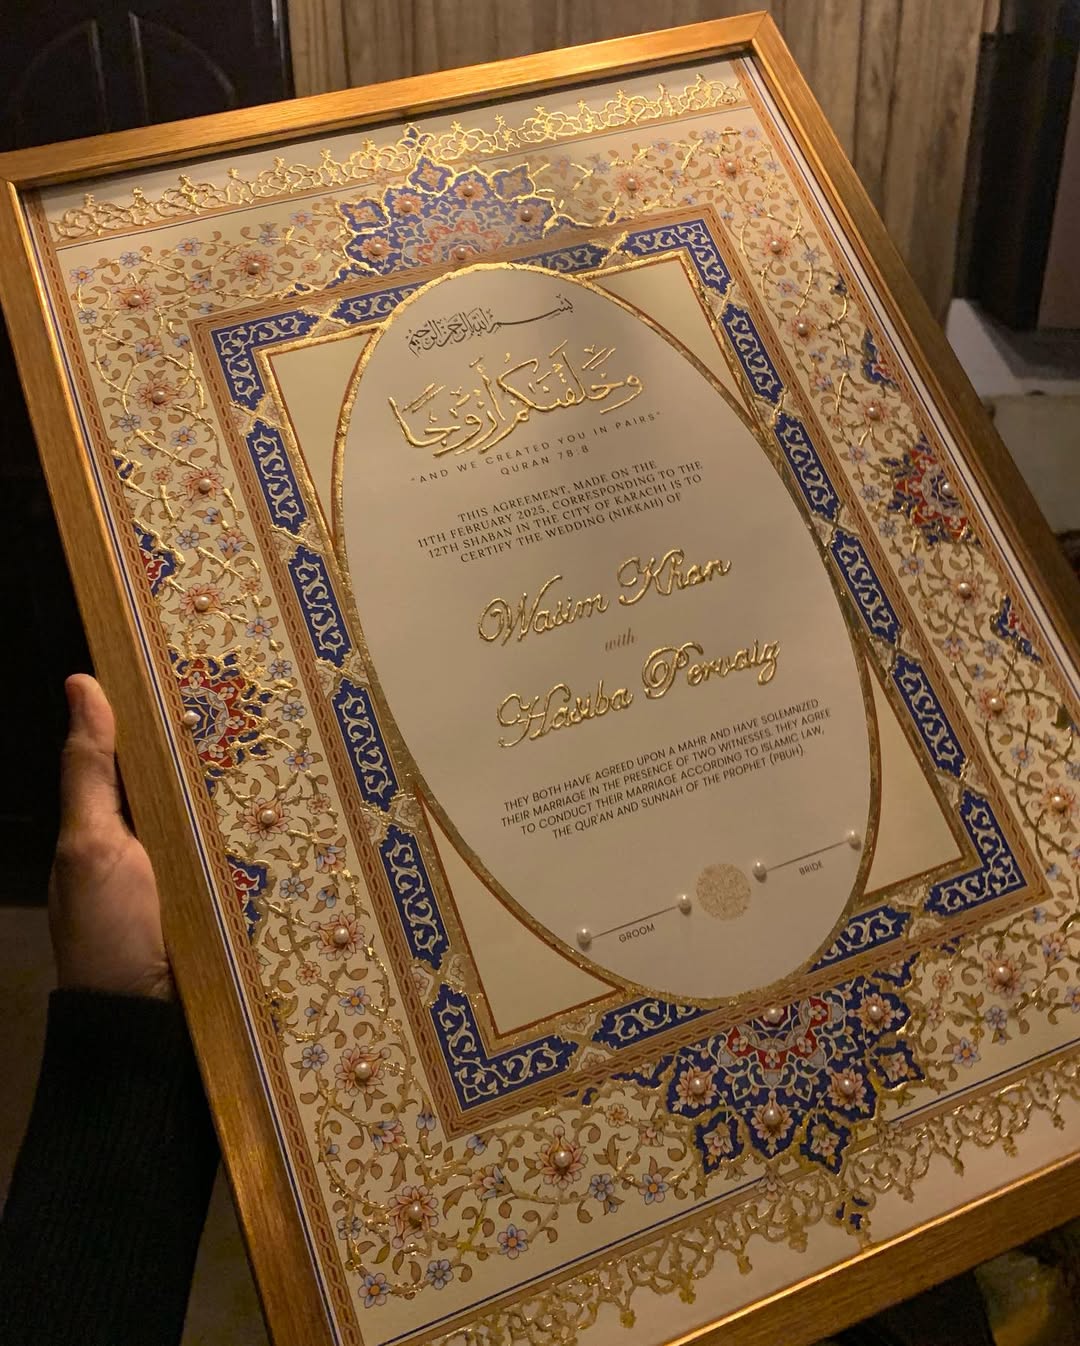 بسم الله الرحمن الرحيم
وَخَلَقْنَٰكُمْ أَزْوَٰجًا
"AND WE CREATED YOU IN PAIRS"
QURAN 78:8
THIS AGREEMENT, MADE ON THE
11TH FEBRUARY 2025, CORRESPONDING TO THE
12TH SHABAN IN THE CITY OF KARACHI IS TO
CERTIFY THE WEDDING (NIKKAH) OF
Wasim Khan
with
Hasiba Pervaiz
THEY BOTH HAVE AGREED UPON A MAHR AND HAVE SOLEMNIZED
THEIR MARRIAGE IN THE PRESENCE OF TWO WITNESSES. THEY AGREE
TO CONDUCT THEIR MARRIAGE ACCORDING TO ISLAMIC LAW,
THE QUR'AN AND SUNNAH OF THE PROPHET (PBUH).
GROOM
BRIDE